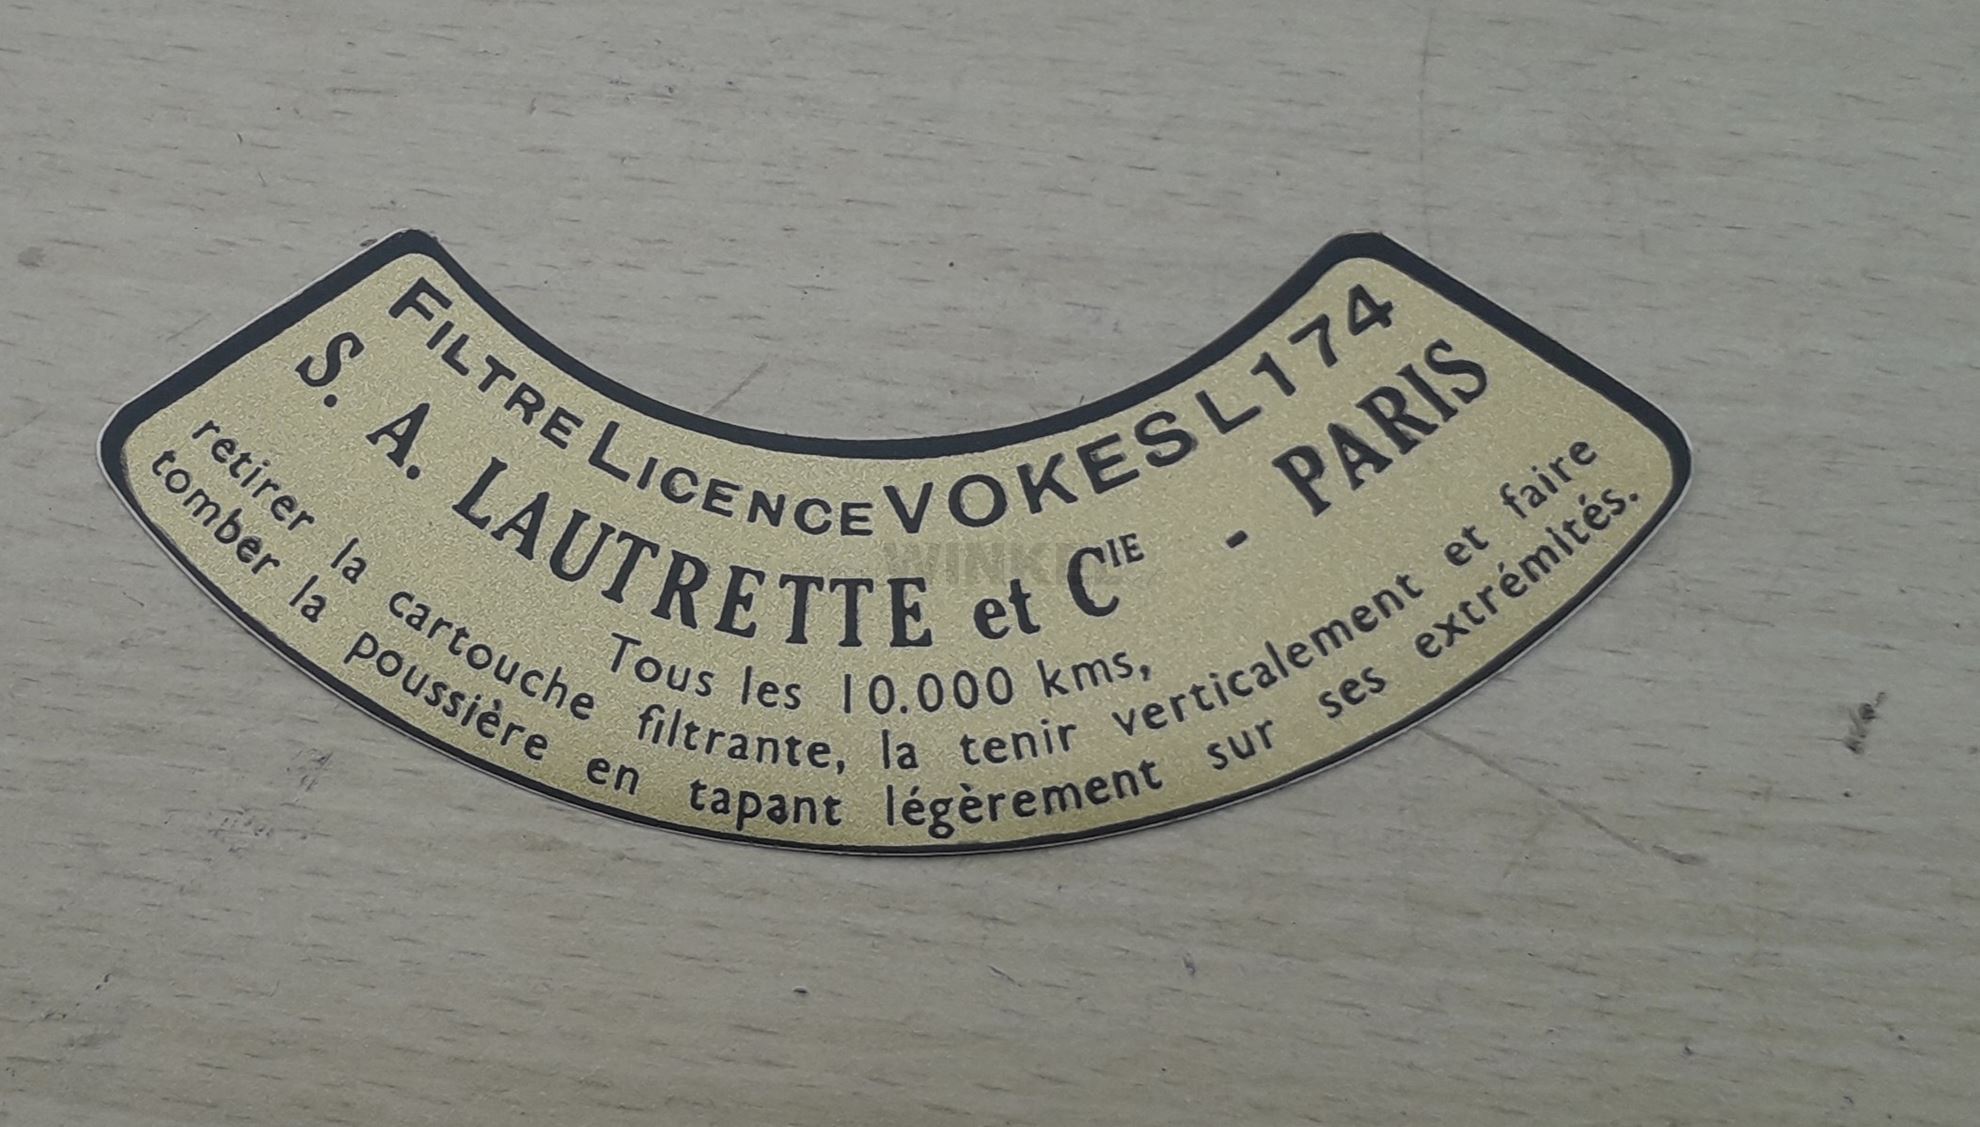 FILTRE LICENCE VOKES L174
S. A. LAUTRETTE et CIE - PARIS
Tous les 10.000 kms,
retirer la cartouche filtrante, la tenir verticalement et faire
tomber la poussière en tapant légèrement sur ses extrémités.